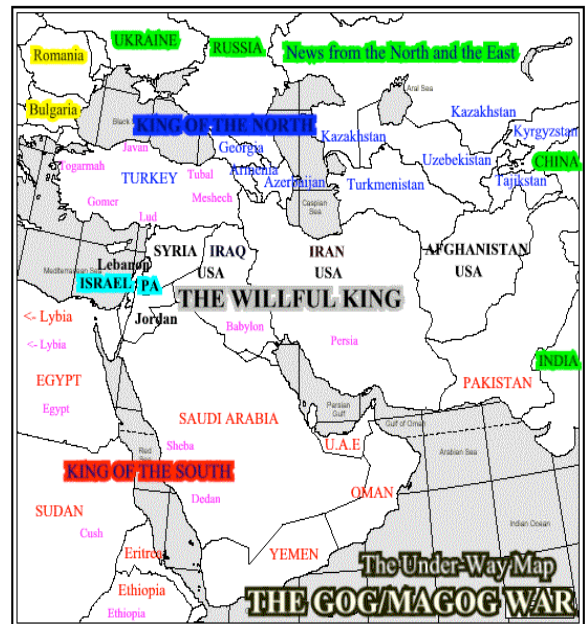 UKRAINE
RUSSIA
Romania
News from the North and the East
Aral Sea
Bulgaria
Black
KING OF THE NORTH
Kazakhstan
Kazakhstan
Kyrgyzstan
Javan
Georgia
Togarmah
Tubal
Armenia
Uzebekistan
CHINA
TURKEY
Azerbaijan
Turkmenistan
Tajikstan
Meshech
Gomer
Lud
Caspian
Sea
SYRIA
IRAQ
IRAN
AFGHANISTAN
Lebanon
Mediterranean Sea
USA
USA
USA
ISRAEL
PA
THE WILLFUL KING
<- Lybia
Jordan
Babylon
Persia
<- Lybia
INDIA
EGYPT
PAKISTAN
Egypt
Persian
Gulf
SAUDI ARABIA
Gulf of Oman
U.A.E
Sheba
Red
Arabian Sea
KING OF THE SOUTH
Dedan
OMAN
SUDAN
Indian Ocean
Cush
Eritrea
YEMEN
The Under-Way Map
Ethiopia
THE GOG/MAGOG WAR
Ethiopia